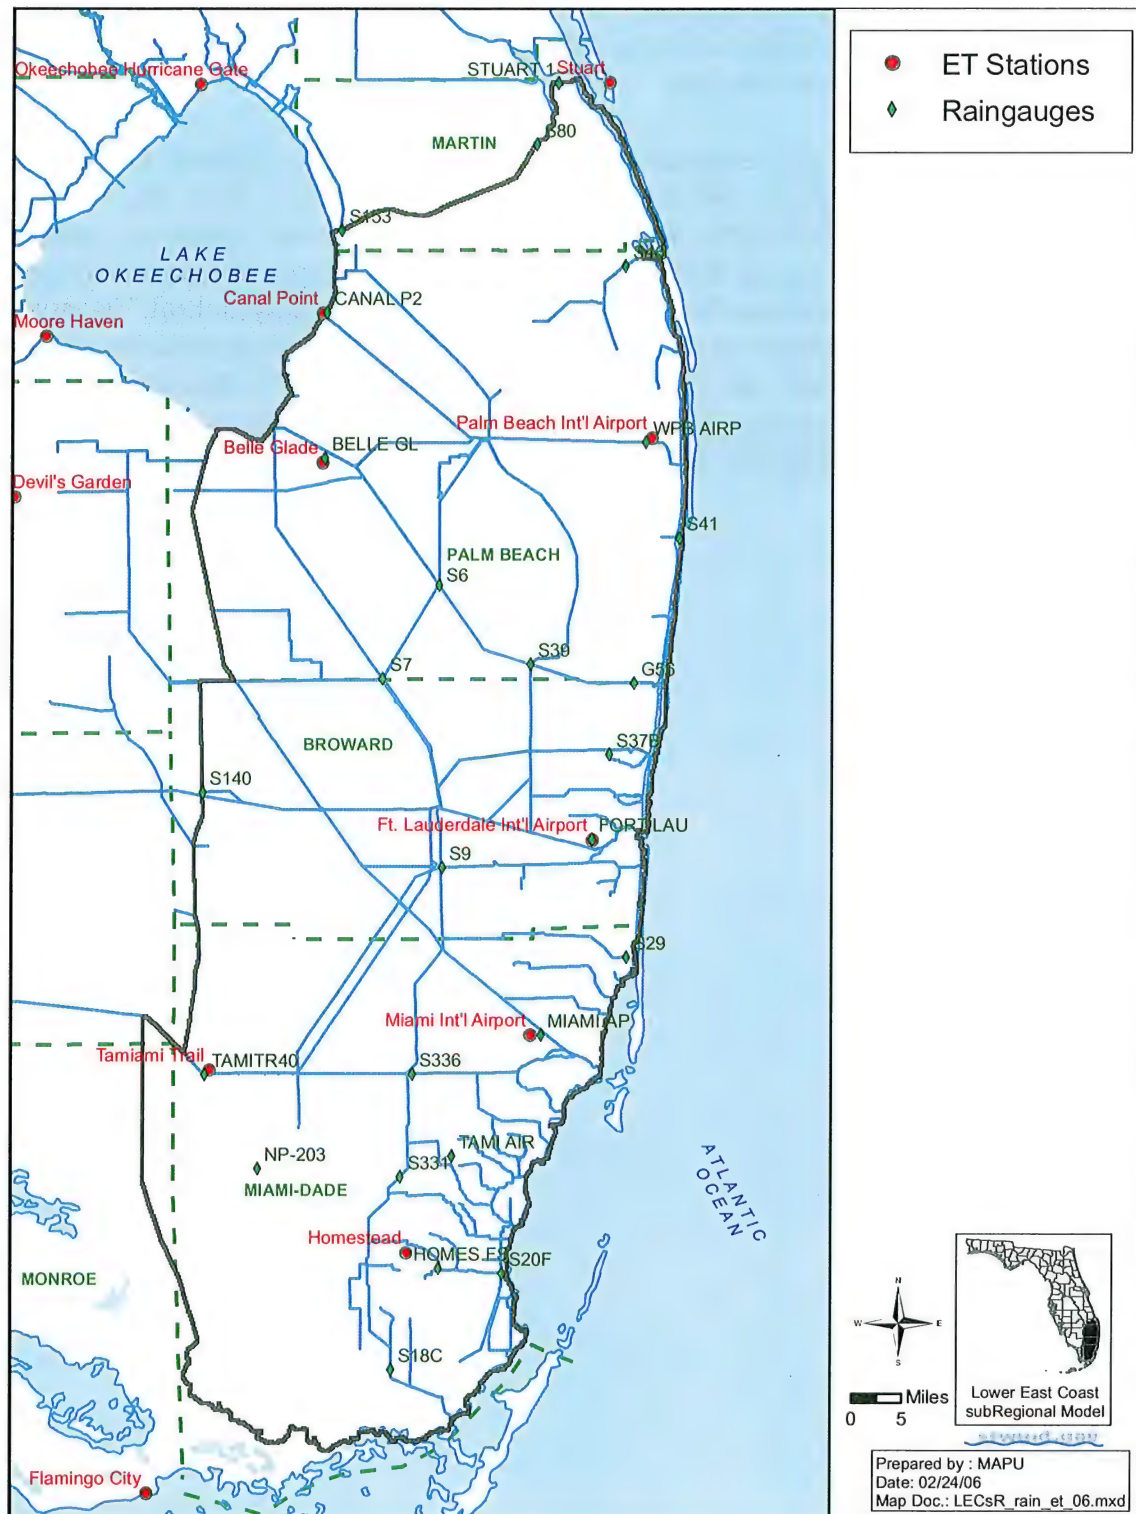 ET Stations
Raingauges
Okeechobee Hurricane Gate
STUART 1
Stuart
MARTIN
S80
S153
LAKE
OKEECHOBEE
S46
Canal Point
CANAL P2
Moore Haven
Palm Beach Int'l Airport
WPB AIRP
Belle Glade
BELLE GL
Devil's Garden
S41
PALM BEACH
S6
S39
S7
G56
BROWARD
S37B
S140
Ft. Lauderdale Int'l Airport
FORT LAU
S9
S29
Miami Int'l Airport
MIAMI AP
Tamiami Trail
TAMITR40
S336
NP-203
TAMI AIR
S331
MIAMI-DADE
ATLANTIC
OCEAN
Homestead
HOMES.FS
S20F
MONROE
S18C
Flamingo City
N
W
E
S
Miles
0 5
Lower East Coast
subRegional Model
Prepared by : MAPU
Date: 02/24/06
Map Doc.: LECsR_rain_et_06.mxd